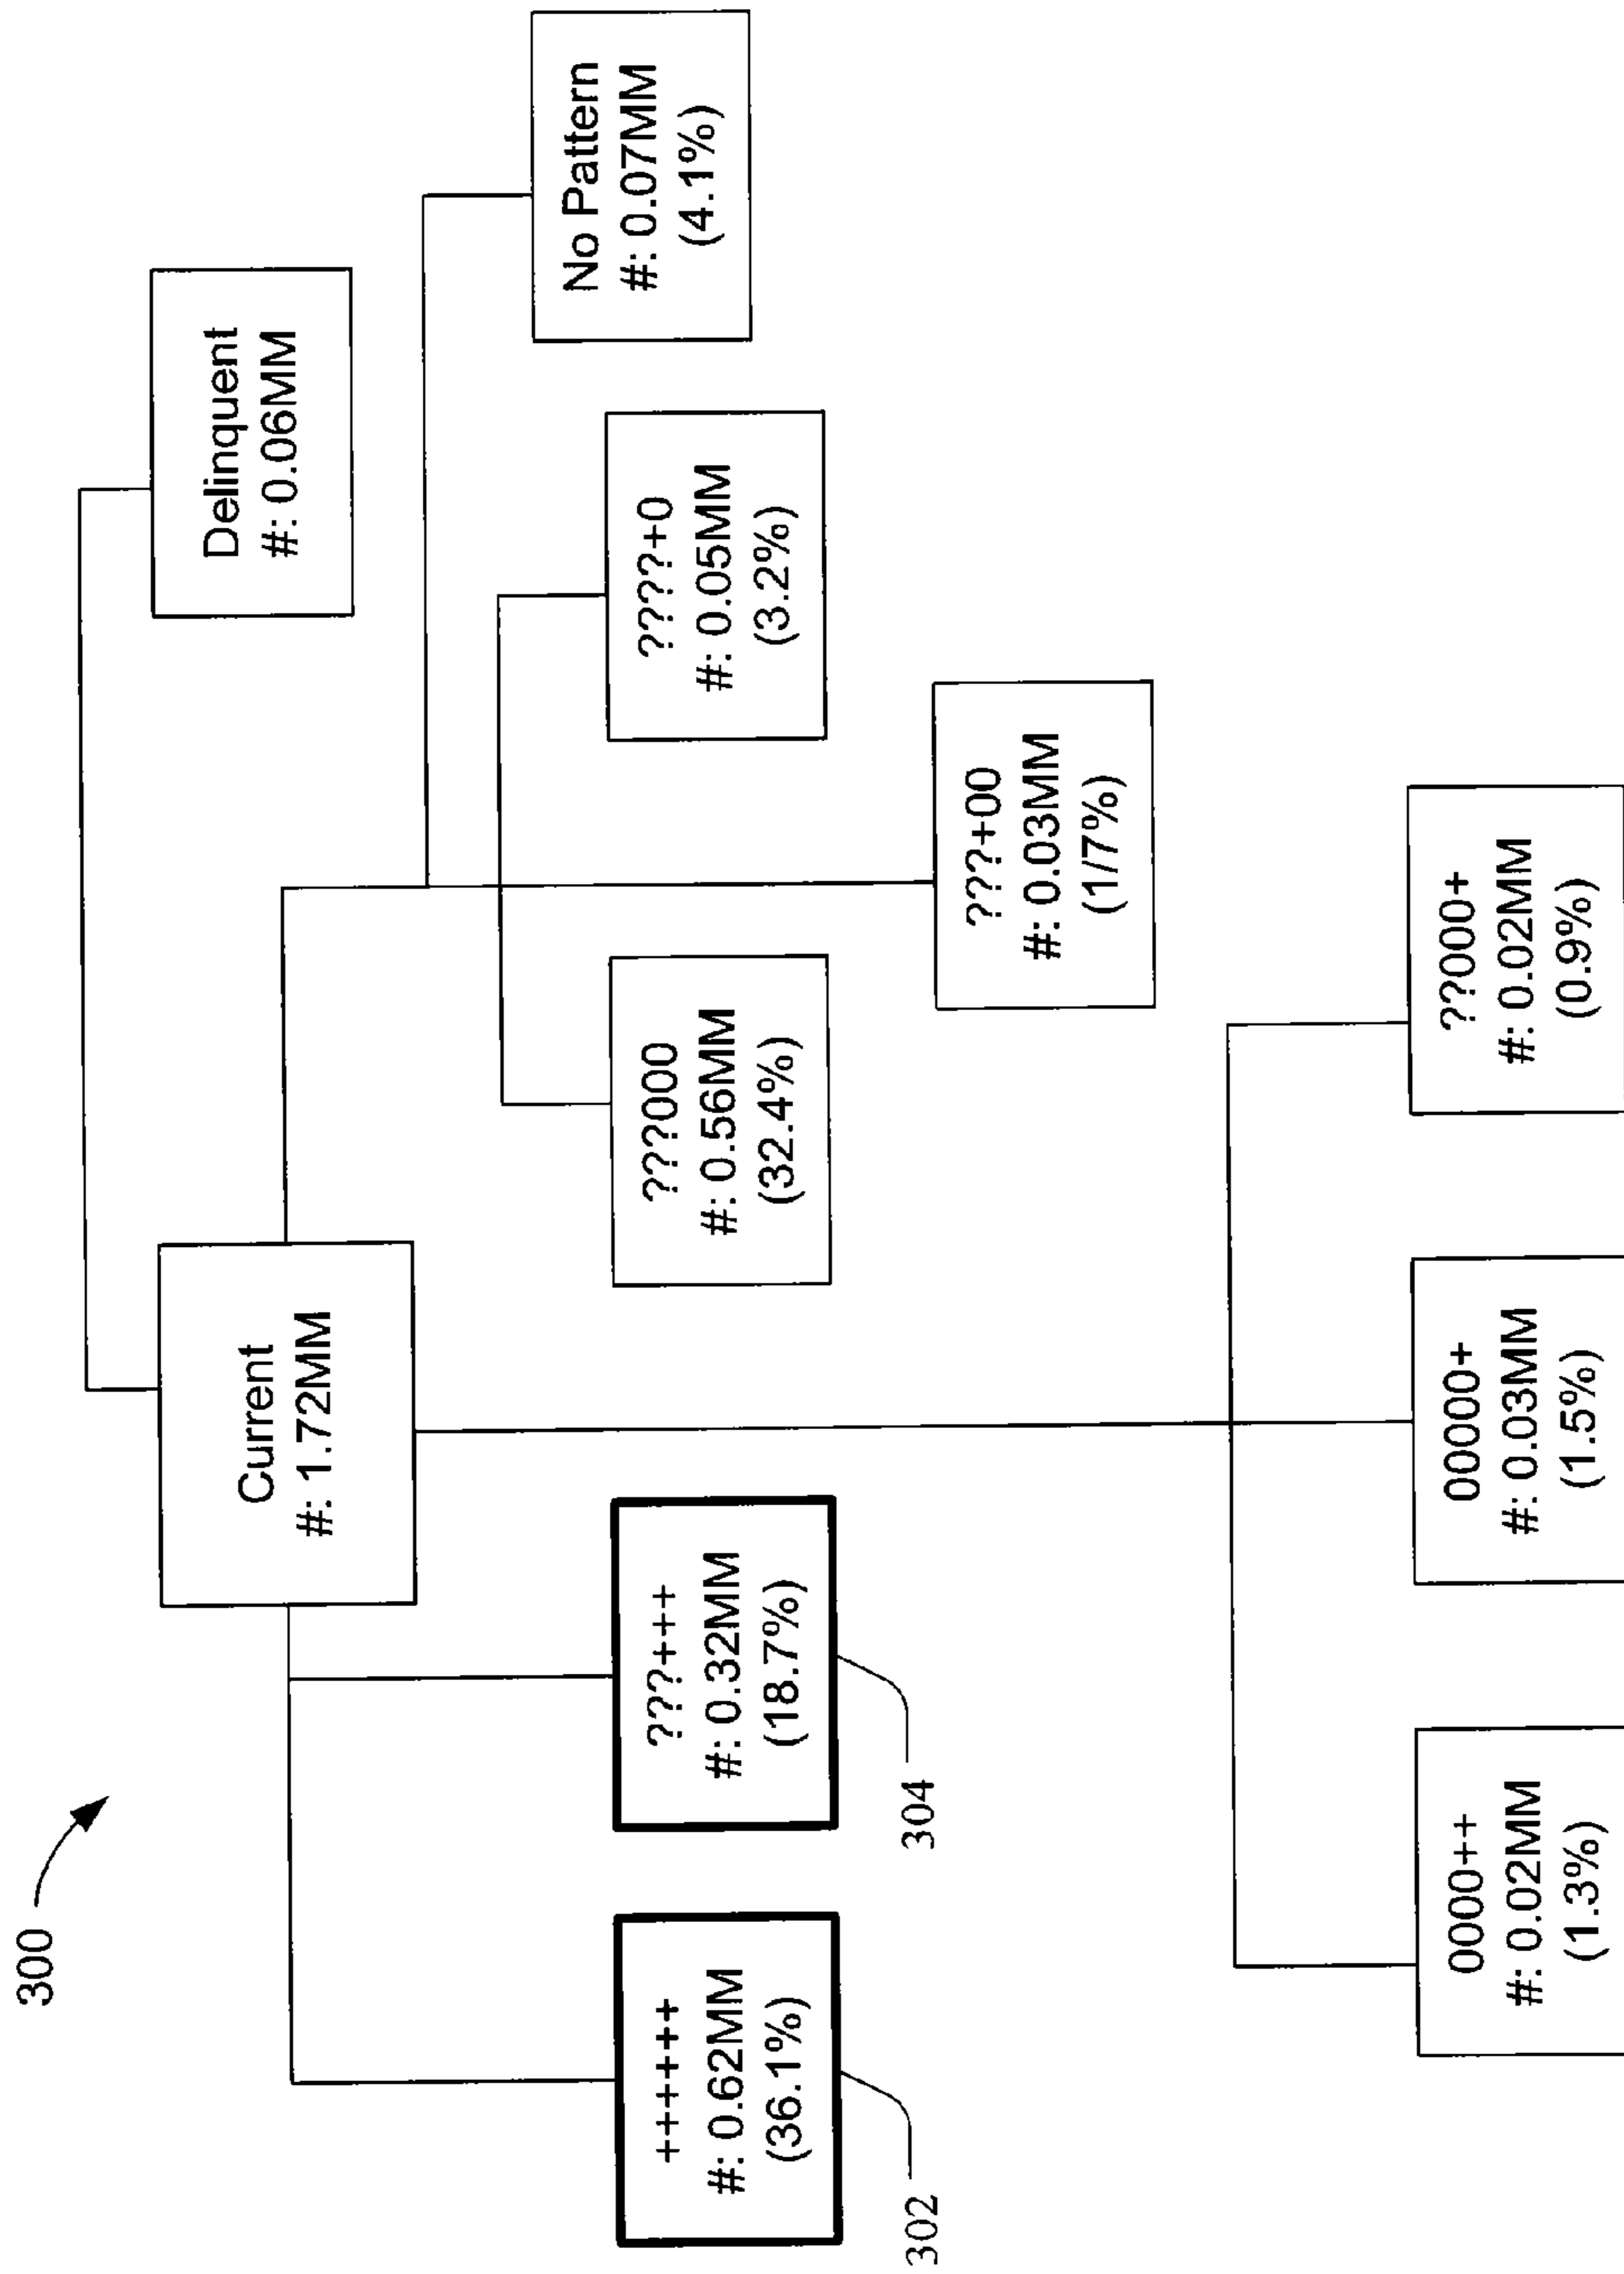 300
Current
#: 1.72MM
Delinquent
#: 0.06MM
++++++
#: 0.62MM
(36.1%)
302
???+++
#: 0.32MM
(18.7%)
304
???000
#: 0.56MM
(32.4%)
????+0
#: 0.05MM
(3.2%)
No Pattern
#: 0.07MM
(4.1%)
???+00
#: 0.03MM
(1/7%)
0000++
#: 0.02MM
(1.3%)
00000+
#: 0.03MM
(1.5%)
??000+
#: 0.02MM
(0.9%)